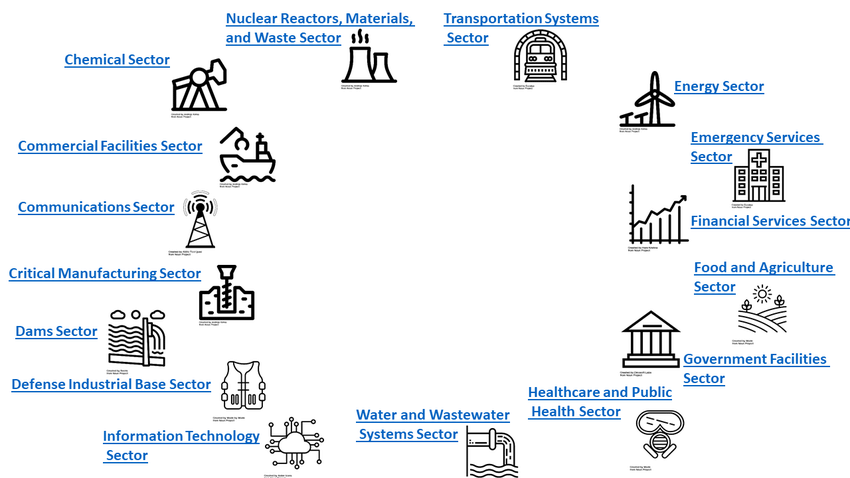 Nuclear Reactors, Materials,
and Waste Sector
Transportation Systems
Sector
Chemical Sector
Energy Sector
Emergency Services
Sector
Commercial Facilities Sector
Communications Sector
Financial Services Sector
Critical Manufacturing Sector
Food and Agriculture
Sector
Dams Sector
Government Facilities
Sector
Defense Industrial Base Sector
Healthcare and Public
Health Sector
Water and Wastewater
Systems Sector
Information Technology
Sector